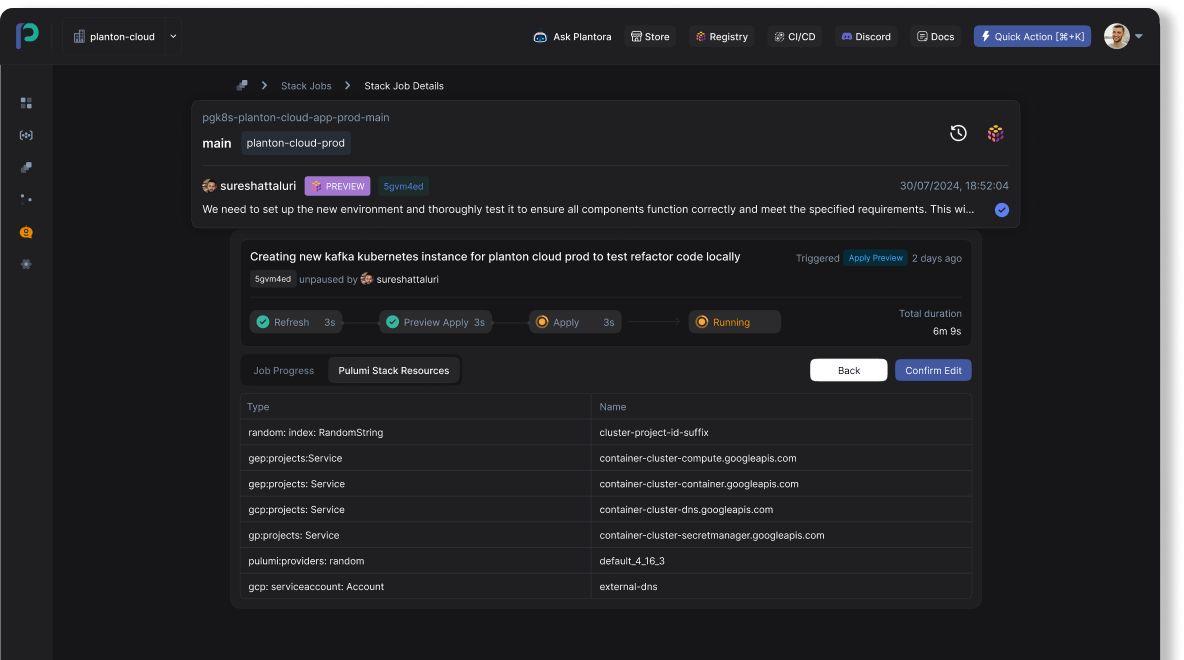 planton-cloud
Ask Plantora
Store
Registry
CI/CD
Discord
Docs
Quick Action [⌘+K]
Stack Jobs
Stack Job Details
pgk8s-planton-cloud-app-prod-main
main planton-cloud-prod
sureshattaluri PREVIEW 5gvm4ed 30/07/2024, 18:52:04
We need to set up the new environment and thoroughly test it to ensure all components function correctly and meet the specified requirements. This wi...
Creating new kafka kubernetes instance for planton cloud prod to test refactor code locally
Triggered Apply Preview 2 days ago
5gvm4ed unpaused by sureshattaluri
Refresh 3s
Preview Apply 3s
Apply 3s
Running
Total duration
6m 9s
Job Progress
Pulumi Stack Resources
Back
Confirm Edit
Type Name
random: index: RandomString cluster-project-id-suffix
gep:projects:Service container-cluster-compute.googleapis.com
gep:projects: Service container-cluster-container.googleapis.com
gcp:projects: Service container-cluster-dns.googleapis.com
gp:projects: Service container-cluster-secretmanager.googleapis.com
pulumi:providers: random default_4_16_3
gcp: serviceaccount: Account external-dns